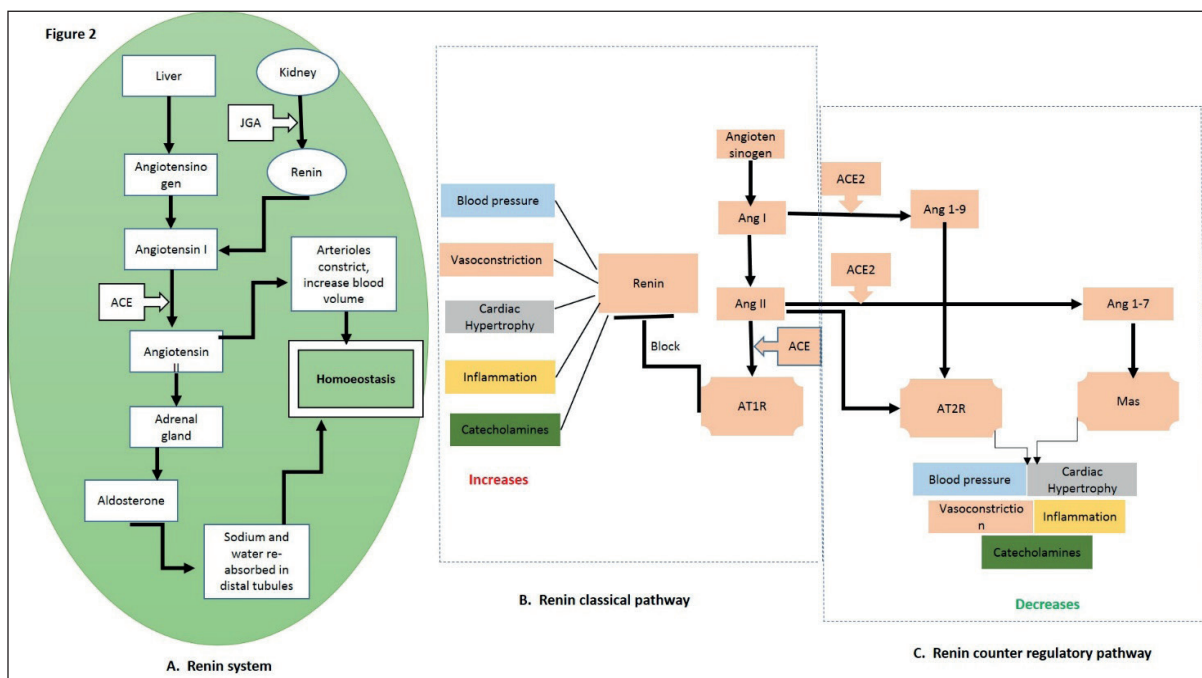 Figure 2
Liver
Kidney
JGA
Angiotensino
gen
Renin
Angiotensin I
ACE
Arterioles
constrict,
increase blood
volume
Angiotensin
II
Homoeostasis
Adrenal
gland
Aldosterone
Sodium and
water re-
absorbed in
distal tubules
A. Renin system
Blood pressure
Vasoconstriction
Cardiac
Hypertrophy
Inflammation
Catecholamines
Increases
Renin
Block
Angioten
sinogen
Ang I
Ang II
ACE
AT1R
B. Renin classical pathway
ACE2
Ang 1-9
ACE2
Ang 1-7
AT2R
Mas
Blood pressure
Cardiac
Hypertrophy
Vasoconstrictio
n
Inflammation
Catecholamines
Decreases
C. Renin counter regulatory pathway